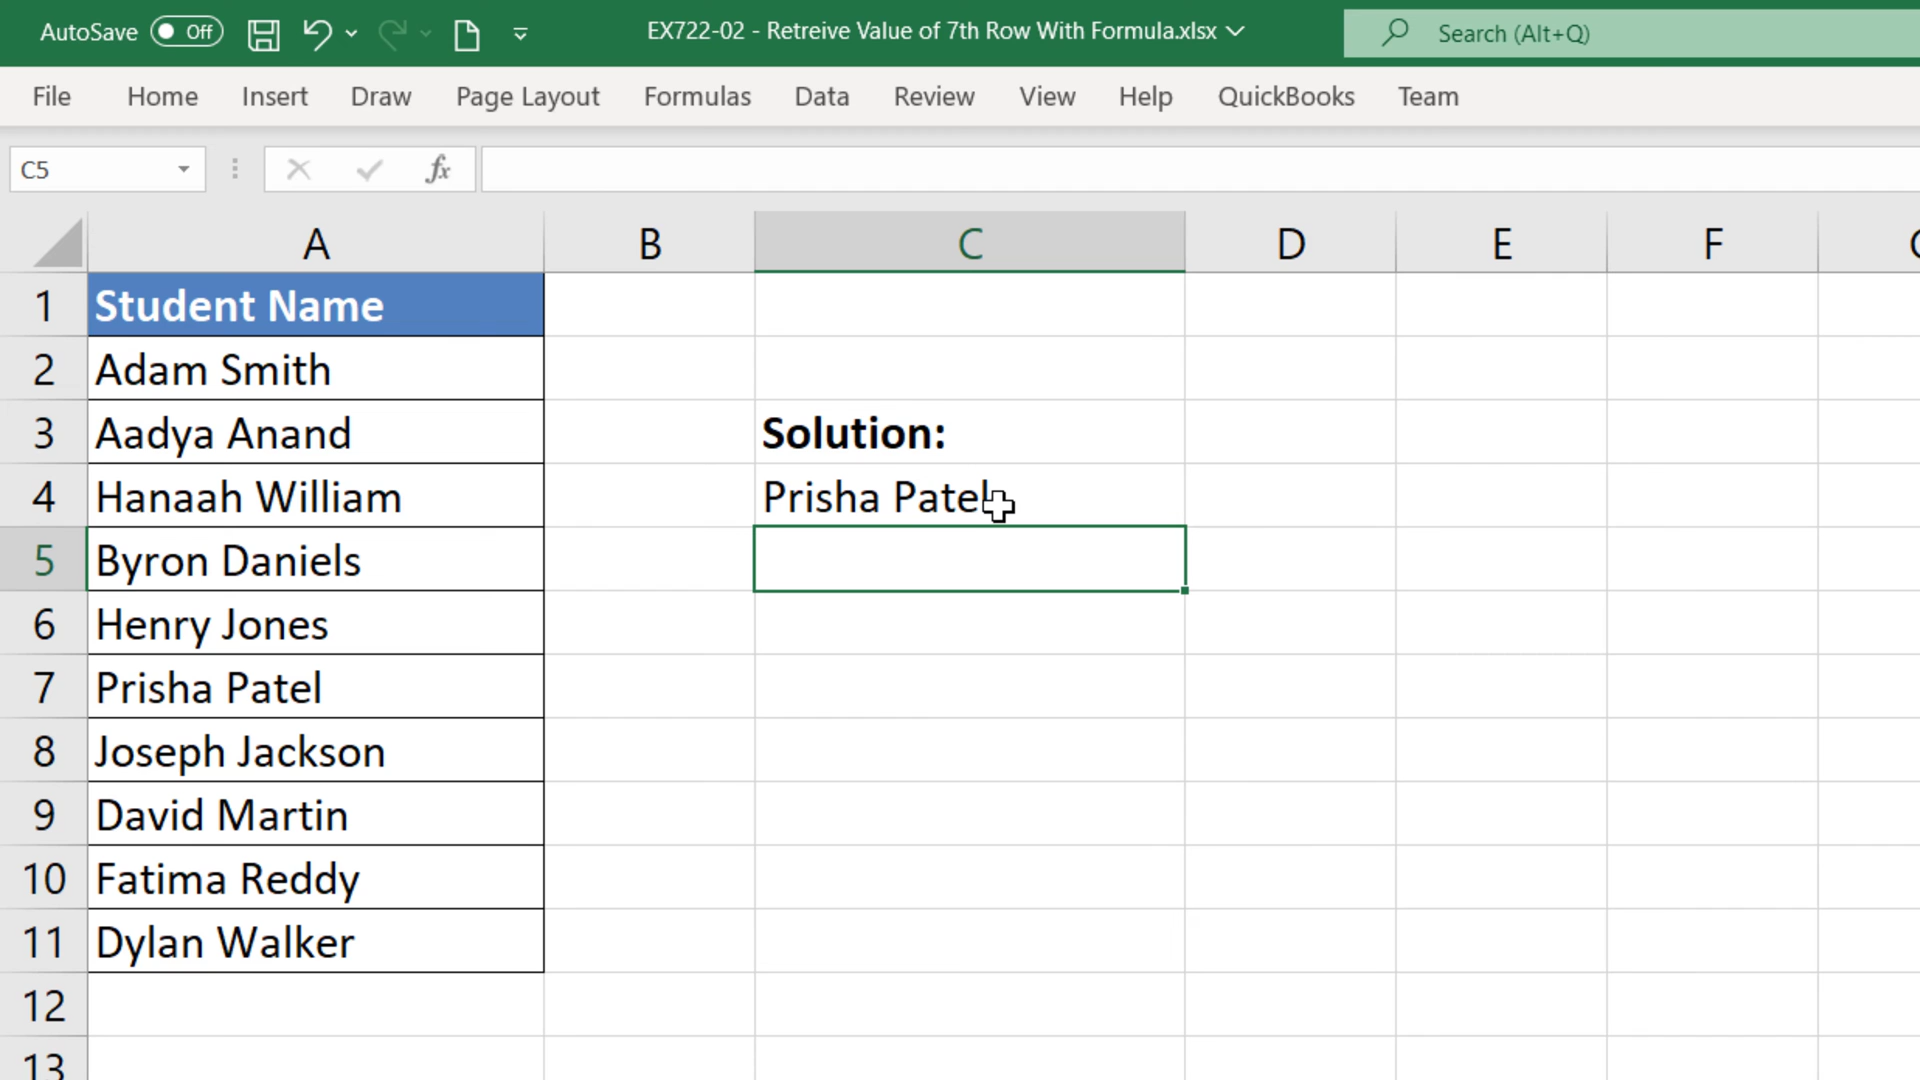 AutoSave Off EX722-02 - Retreive Value of 7th Row With Formula.xlsx Search (Alt+Q)
File Home Insert Draw Page Layout Formulas Data Review View Help QuickBooks Team
C5 fx
A B C D E F
1 Student Name
2 Adam Smith
3 Aadya Anand Solution:
4 Hanaah William Prisha Patel
5 Byron Daniels
6 Henry Jones
7 Prisha Patel
8 Joseph Jackson
9 David Martin
10 Fatima Reddy
11 Dylan Walker
12
13